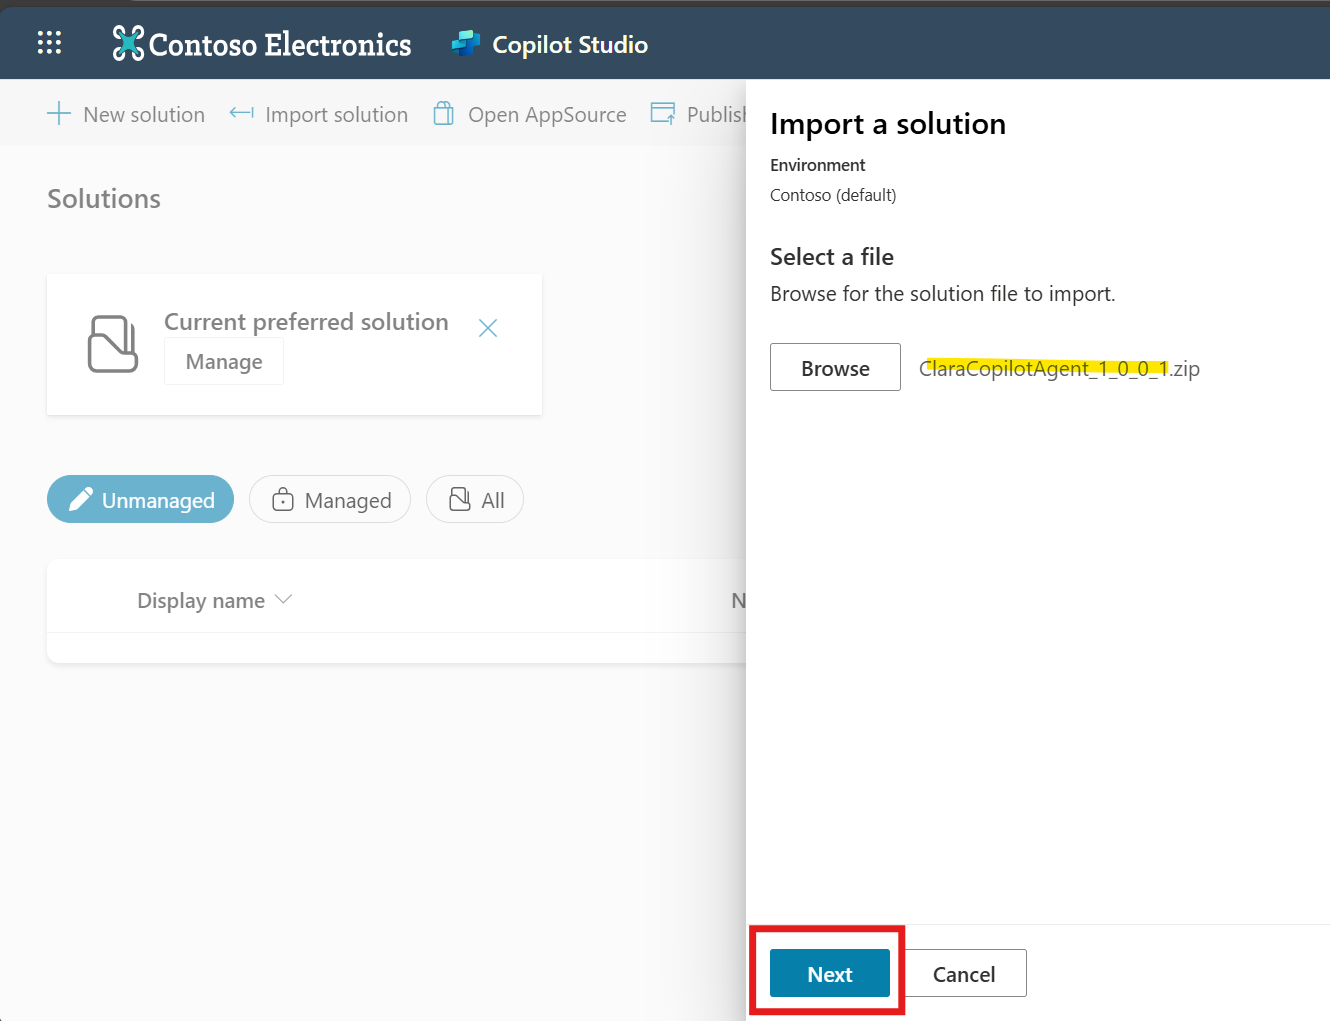 Contoso Electronics Copilot Studio
New solution Import solution Open AppSource Publish
Solutions
Current preferred solution
Manage
Unmanaged Managed All
Display name N
Import a solution
Environment
Contoso (default)
Select a file
Browse for the solution file to import.
Browse ClaraCopilotAgent_1_0_0_1.zip
Next Cancel